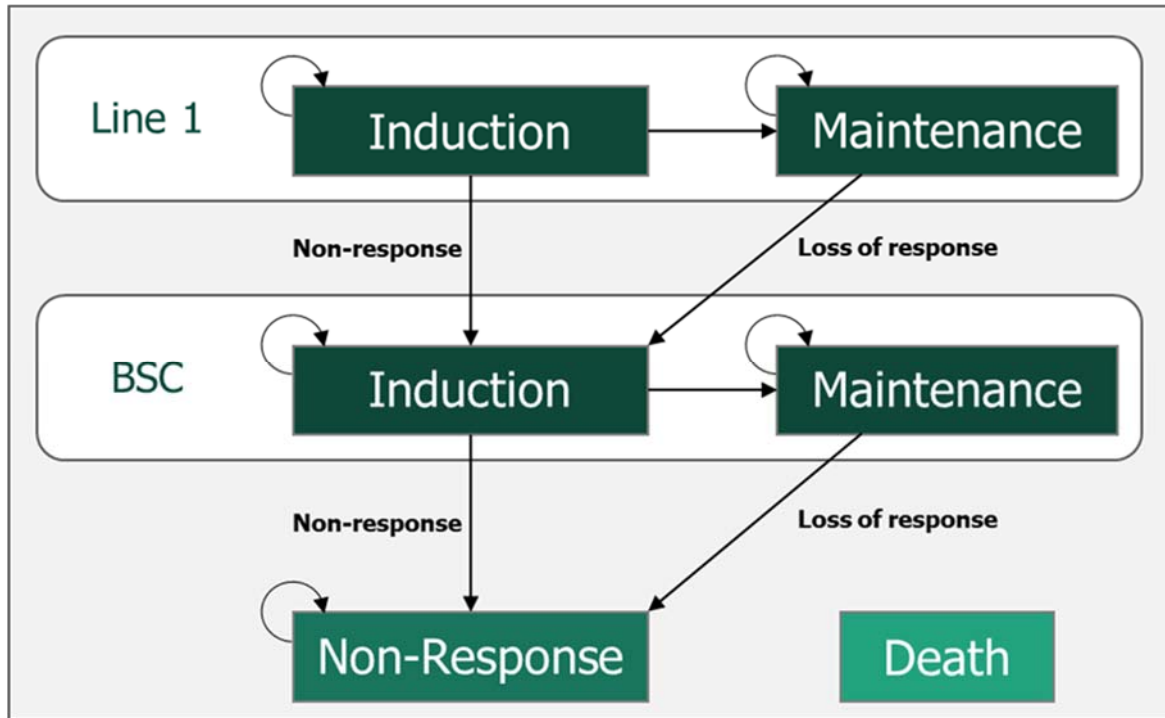 Line 1
Induction
Maintenance
Non-response
Loss of response
BSC
Induction
Maintenance
Non-response
Loss of response
Non-Response
Death